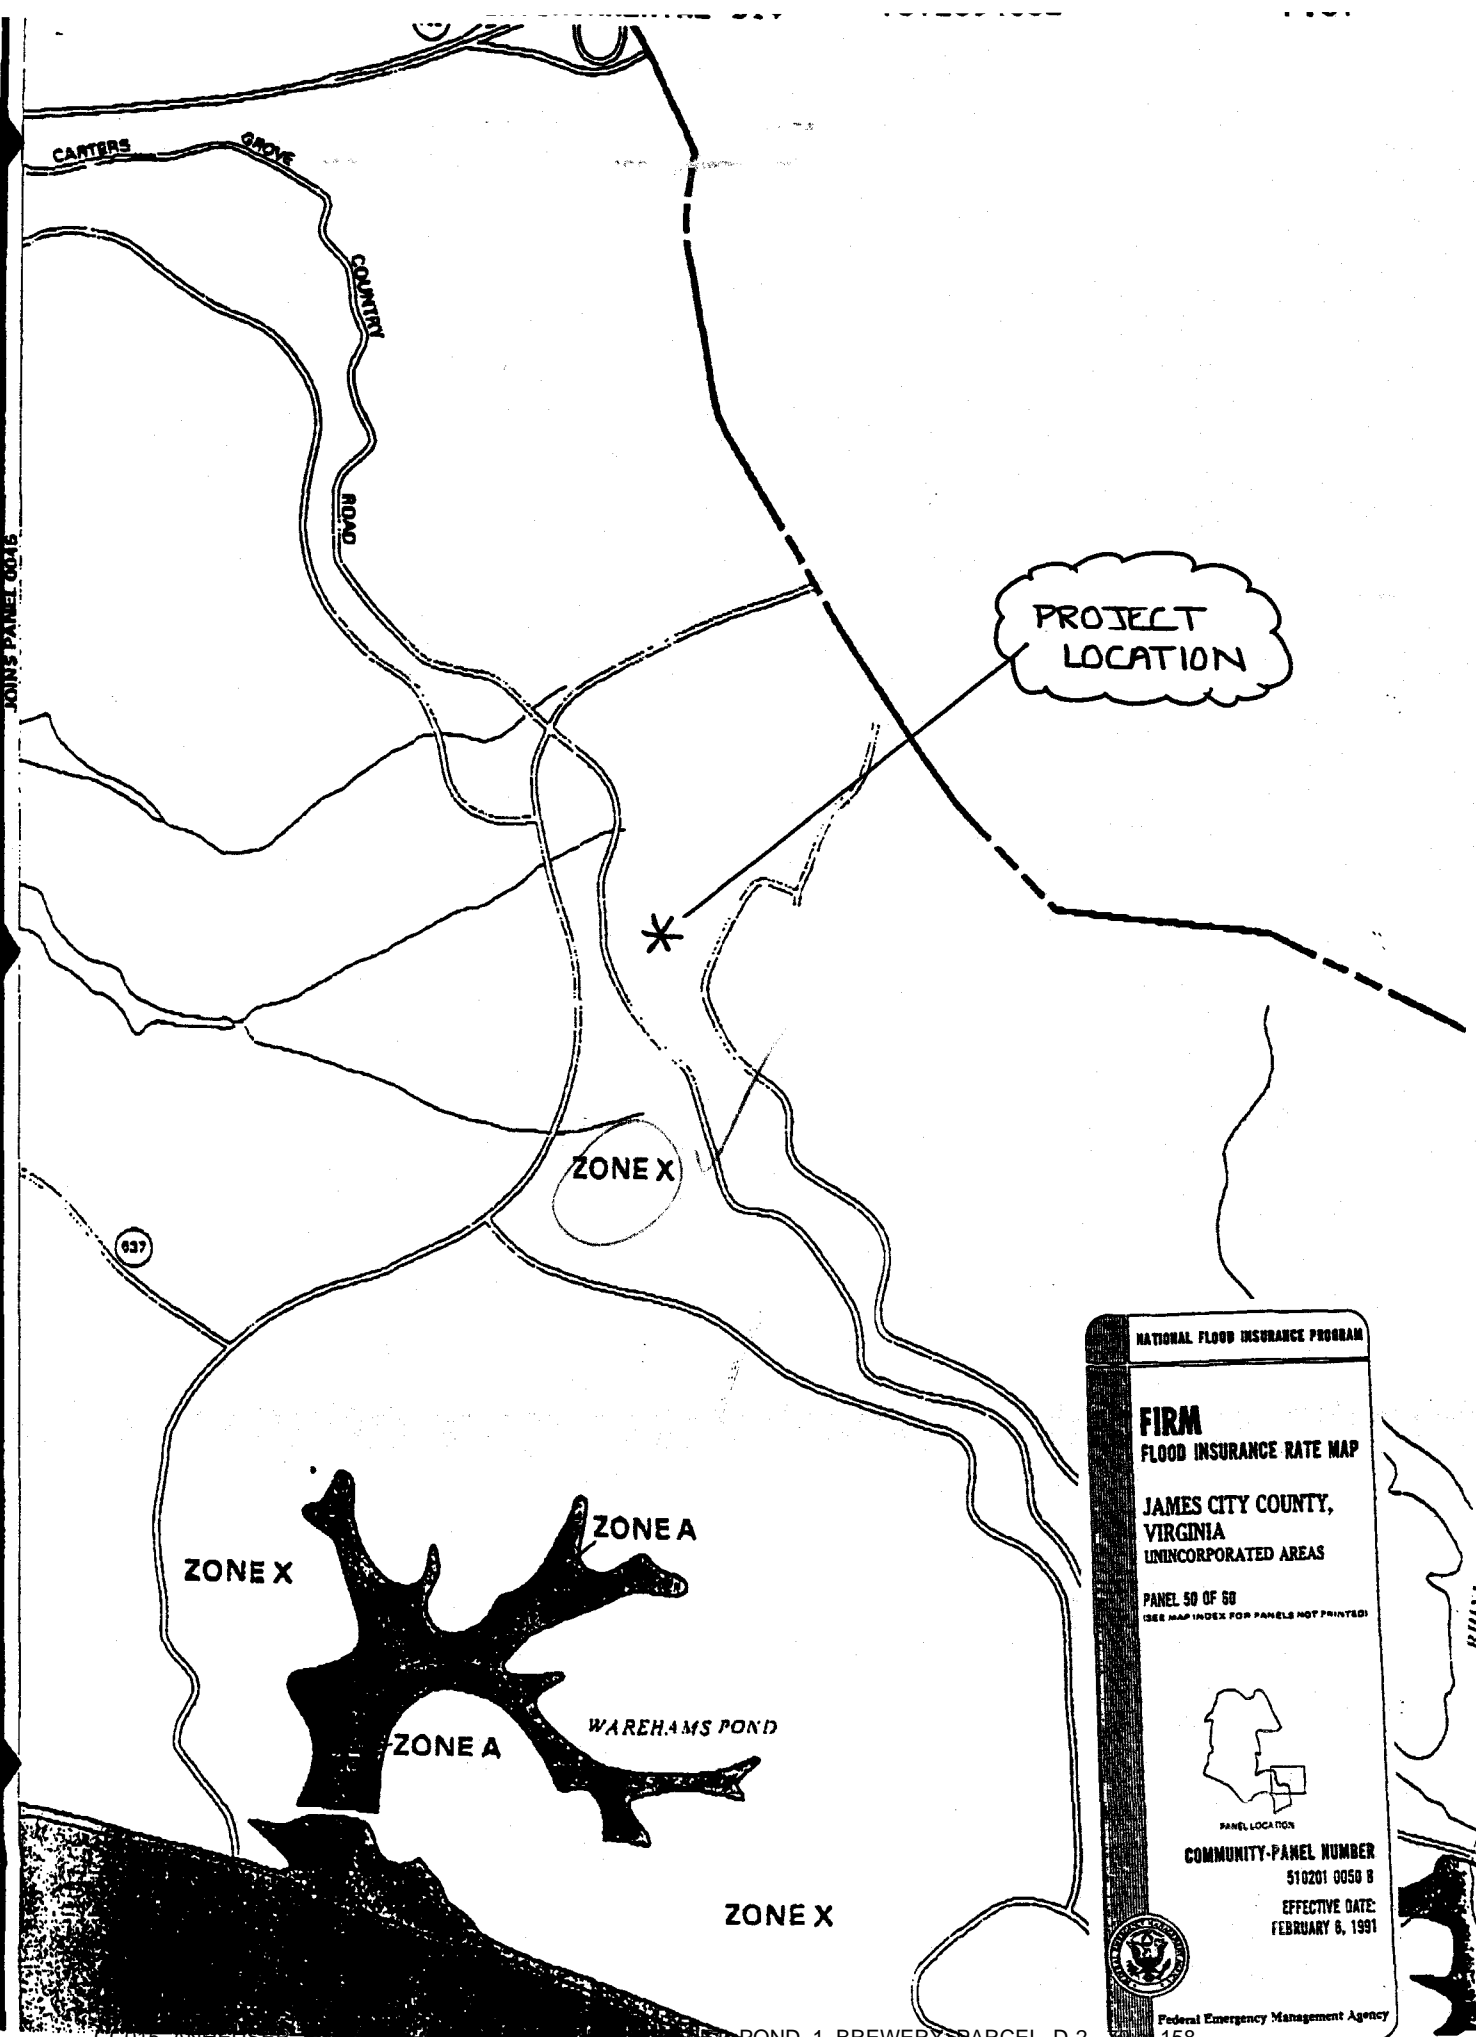 CARTERS
GROVE
COUNTRY
ROAD
JOINS PANEL 0045
PROJECT
LOCATION
ZONE X
637
ZONE A
ZONE X
ZONE A
WAREHAMS POND
ZONE X
NATIONAL FLOOD INSURANCE PROGRAM
FIRM
FLOOD INSURANCE RATE MAP
JAMES CITY COUNTY,
VIRGINIA
UNINCORPORATED AREAS
PANEL 50 OF 60
(SEE MAP INDEX FOR PANELS NOT PRINTED)
PANEL LOCATION
COMMUNITY-PANEL NUMBER
510201 0050 B
EFFECTIVE DATE:
FEBRUARY 6, 1991
Federal Emergency Management Agency
POND 1 BREWERY PARCEL D-2
158